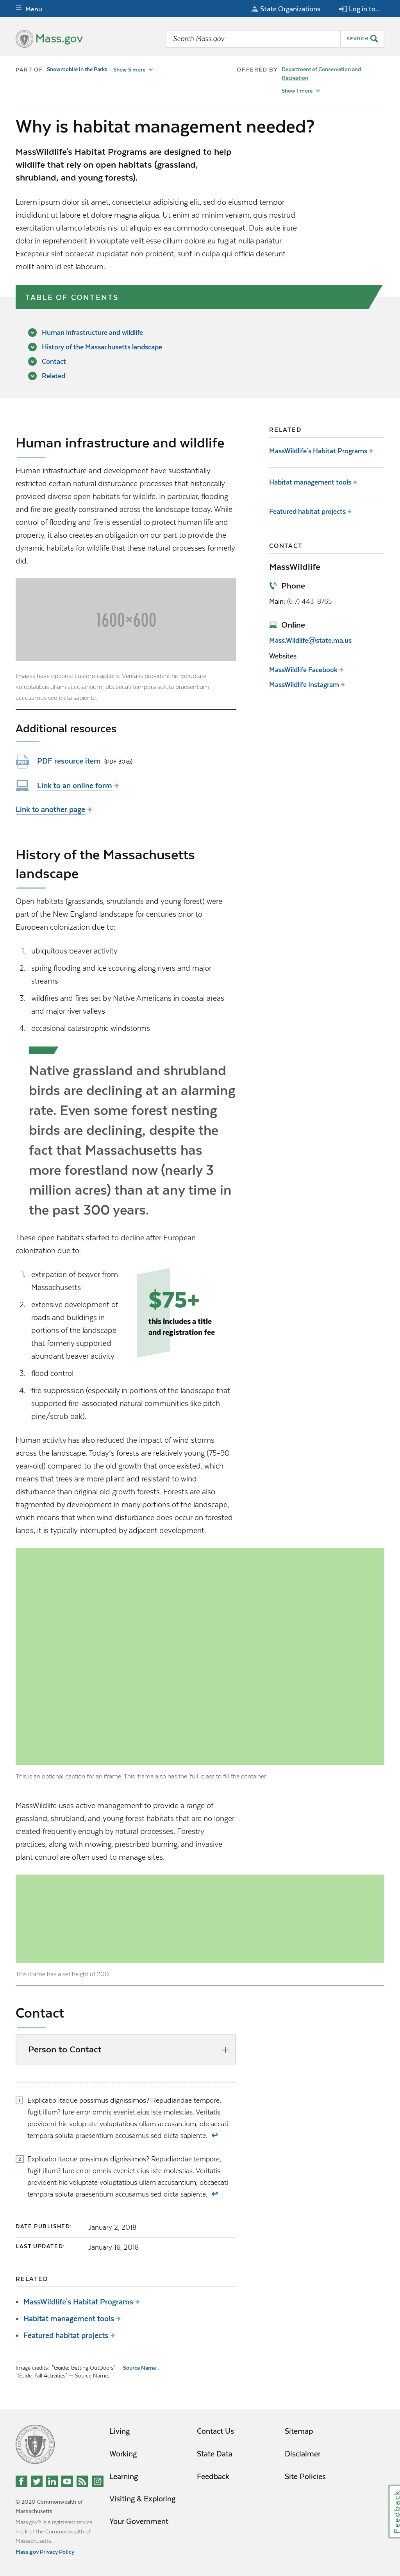 Menu
State Organizations
Log in to...
Mass.gov
Search Mass.gov
SEARCH
PART OF Snowmobile in the Parks Show 5 more
OFFERED BY Department of Conservation and
Recreation
Show 1 more
Why is habitat management needed?
MassWildlife's Habitat Programs are designed to help
wildlife that rely on open habitats (grassland,
shrubland, and young forests).
Lorem ipsum dolor sit amet, consectetur adipisicing elit, sed do eiusmod tempor
incididunt ut labore et dolore magna aliqua. Ut enim ad minim veniam, quis nostrud
exercitation ullamco laboris nisi ut aliquip ex ea commodo consequat. Duis aute irure
dolor in reprehenderit in voluptate velit esse cillum dolore eu fugiat nulla pariatur.
Excepteur sint occaecat cupidatat non proident, sunt in culpa qui officia deserunt
mollit anim id est laborum.
TABLE OF CONTENTS
Human infrastructure and wildlife
History of the Massachusetts landscape
Contact
Related
Human infrastructure and wildlife
Human infrastructure and development have substantially
restricted certain natural disturbance processes that historically
provided diverse open habitats for wildlife. In particular, flooding
and fire are greatly constrained across the landscape today. While
control of flooding and fire is essential to protect human life and
property, it also creates an obligation on our part to provide the
dynamic habitats for wildlife that these natural processes formerly
did.
1600×600
Images have optional custom captions. Veritatis provident hic voluptate
voluptatibus ullam accusantium, obcaecati tempora soluta praesentium
accusamus sed dicta sapiente.
Additional resources
PDF
PDF resource item (PDF 30kb)
Link to an online form
Link to another page
RELATED
MassWildlife's Habitat Programs
Habitat management tools
Featured habitat projects
CONTACT
MassWildlife
Phone
Main: (617) 443-8765
Online
Mass.Wildlife@state.ma.us
Websites
MassWildlife Facebook
MassWildlife Instagram
History of the Massachusetts
landscape
Open habitats (grasslands, shrublands and young forest) were
part of the New England landscape for centuries prior to
European colonization due to:
1. ubiquitous beaver activity
2. spring flooding and ice scouring along rivers and major
streams
3. wildfires and fires set by Native Americans in coastal areas
and major river valleys
4. occasional catastrophic windstorms
Native grassland and shrubland
birds are declining at an alarming
rate. Even some forest nesting
birds are declining, despite the
fact that Massachusetts has
more forestland now (nearly 3
million acres) than at any time in
the past 300 years.
These open habitats started to decline after European
colonization due to:
1. extirpation of beaver from
Massachusetts
2. extensive development of
roads and buildings in
portions of the landscape
that formerly supported
abundant beaver activity
3. flood control
4. fire suppression (especially in portions of the landscape that
supported fire-associated natural communities like pitch
pine/scrub oak).
$75+
this includes a title
and registration fee
Human activity has also reduced the impact of wind storms
across the landscape. Today's forests are relatively young (75-90
year-old) compared to the old growth that once existed, which
means that trees are more pliant and resistant to wind
disturbance than original old growth forests. Forests are also
fragmented by development in many portions of the landscape,
which means that when wind disturbance does occur on forested
lands, it is typically interrupted by adjacent development.
This is an optional caption for an iframe. This iframe also has the 'full' class to fill the container.
MassWildlife uses active management to provide a range of
grassland, shrubland, and young forest habitats that are no longer
created frequently enough by natural processes. Forestry
practices, along with mowing, prescribed burning, and invasive
plant control are often used to manage sites.
This iframe has a set height of 200.
Contact
Person to Contact
1 Explicabo itaque possimus dignissimos? Repudiandae tempore,
fugit illum? Iure error omnis eveniet eius iste molestias. Veritatis
provident hic voluptate voluptatibus ullam accusantium, obcaecati
tempora soluta praesentium accusamus sed dicta sapiente. ↩
2 Explicabo itaque possimus dignissimos? Repudiandae tempore,
fugit illum? Iure error omnis eveniet eius iste molestias. Veritatis
provident hic voluptate voluptatibus ullam accusantium, obcaecati
tempora soluta praesentium accusamus sed dicta sapiente. ↩
DATE PUBLISHED: January 2, 2018
LAST UPDATED: January 16, 2018
RELATED
MassWildlife's Habitat Programs
Habitat management tools
Featured habitat projects
Image credits: "Guide: Getting OutDoors" — Source Name ,
"Guide: Fall Activities" — Source Name,
Living
Working
Learning
Visiting & Exploring
Your Government
Contact Us
State Data
Feedback
Sitemap
Disclaimer
Site Policies
© 2020 Commonwealth of
Massachusetts.
Mass.gov® is a registered service
mark of the Commonwealth of
Massachusetts.
Mass.gov Privacy Policy
Feedback